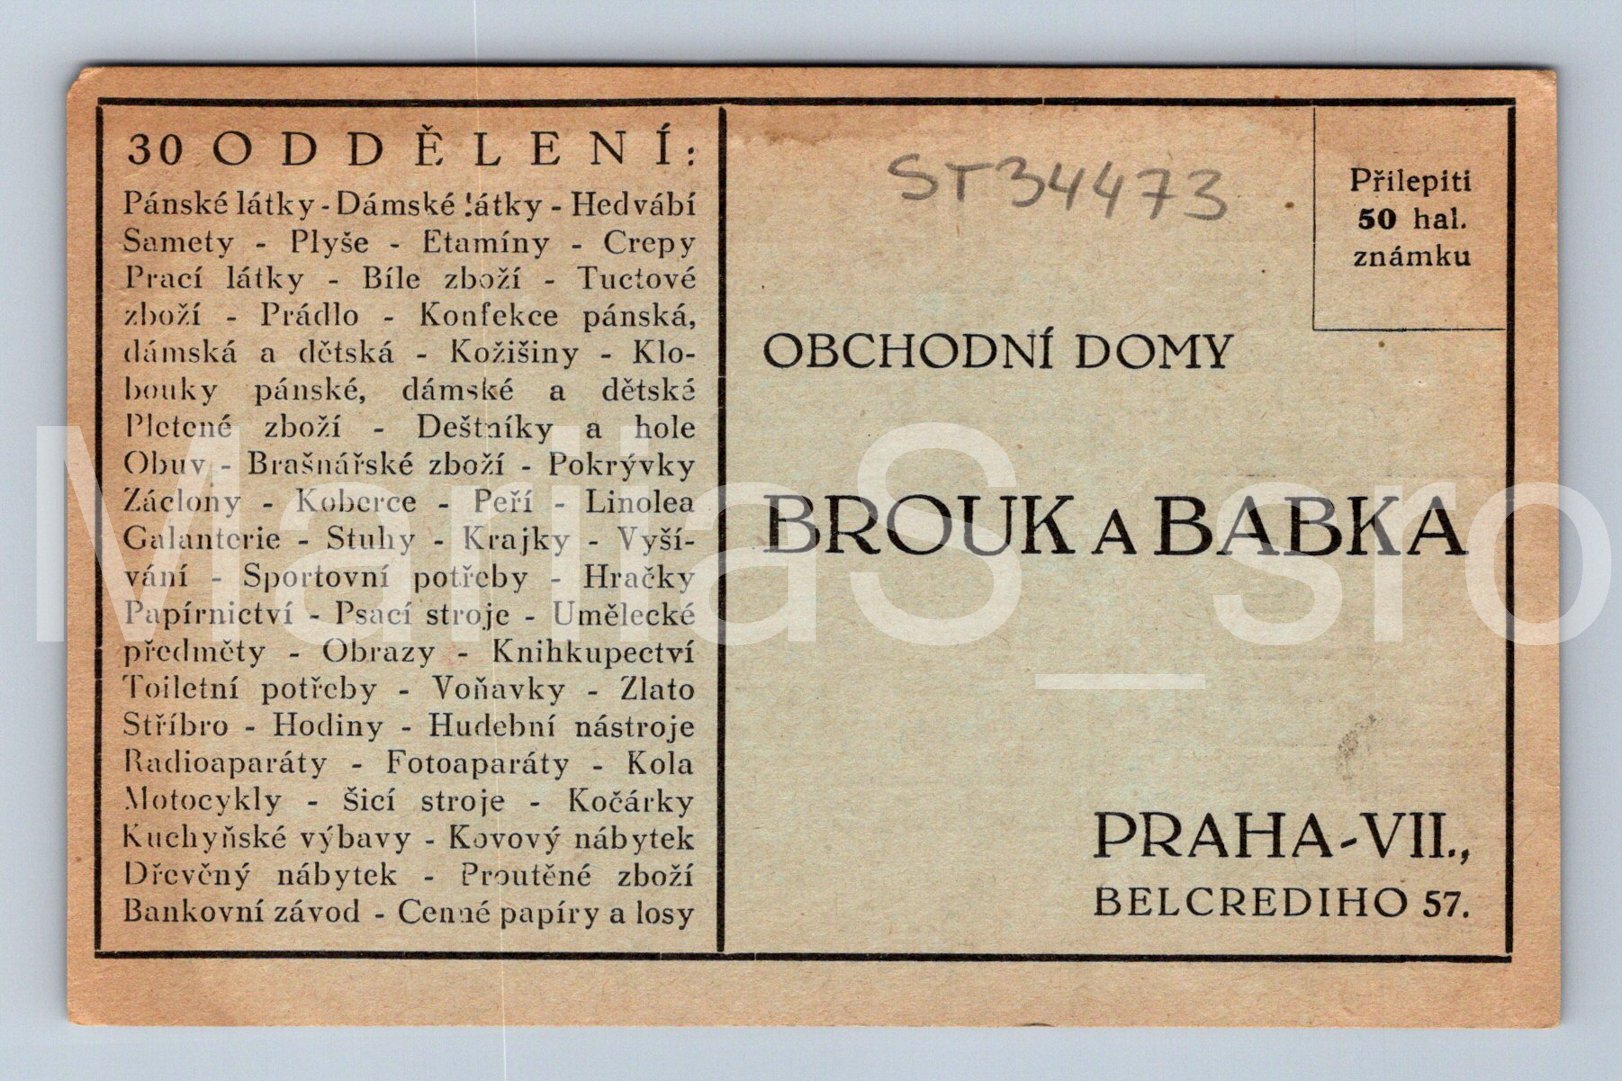 30 ODDĚLENÍ:
Pánské látky - Dámské látky - Hedvábí
Samety - Plyše - Etamíny - Crepy
Prací látky - Bíle zboží - Tuctové
zboží - Prádlo - Konfekce pánská,
dámská a dětská - Kožišiny - Klo-
bouky pánské, dámské a dětské
Pletené zboží - Deštníky a hole
Obuv - Brašnářské zboží - Pokrývky
Záclony - Koberce - Peří - Linolea
Galanterie - Stuhy - Krajky - Vyší-
vání - Sportovní potřeby - Hračky
Papírnictví - Psací stroje - Umělecké
předměty - Obrazy - Knihkupectví
Toiletní potřeby - Voňavky - Zlato
Stříbro - Hodiny - Hudební nástroje
Radioaparáty - Fotoaparáty - Kola
Motocykly - Šicí stroje - Kočárky
Kuchyňské výbavy - Kovový nábytek
Dřevěný nábytek - Proutěné zboží
Bankovní závod - Cenné papíry a losy
ST34473
Přilepiti
50 hal.
známku
OBCHODNÍ DOMY
BROUK A BABKA
PRAHA-VII.,
BELCREDIHO 57.
MaritaS_sro